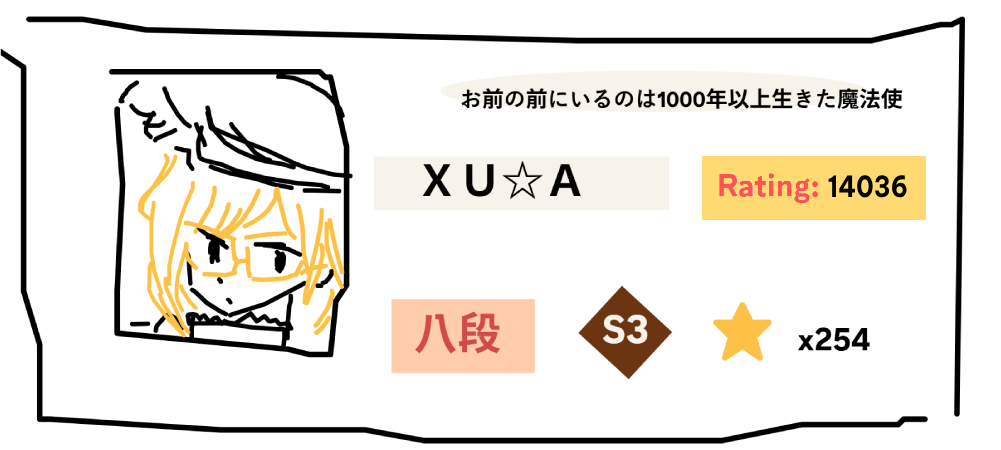 お前の前にいるのは1000年以上生きた魔法使
X U☆A
Rating: 14036
八段
S3
x254